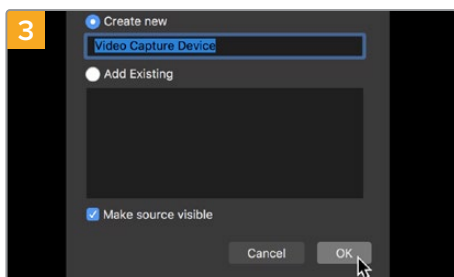 3
Create new
Video Capture Device
Add Existing
Make source visible
Cancel OK